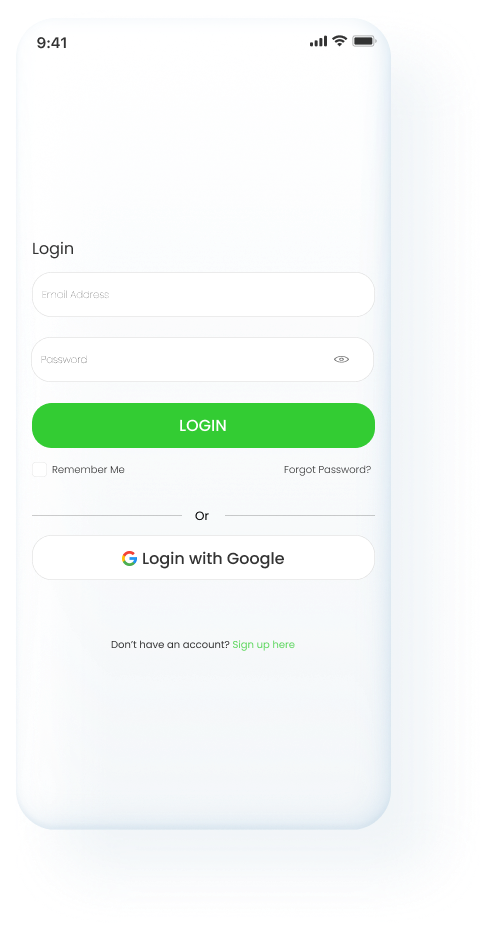 9:41
Login
Email Address
Password
LOGIN
Remember Me Forgot Password?
Or
Login with Google
Don't have an account? Sign up here